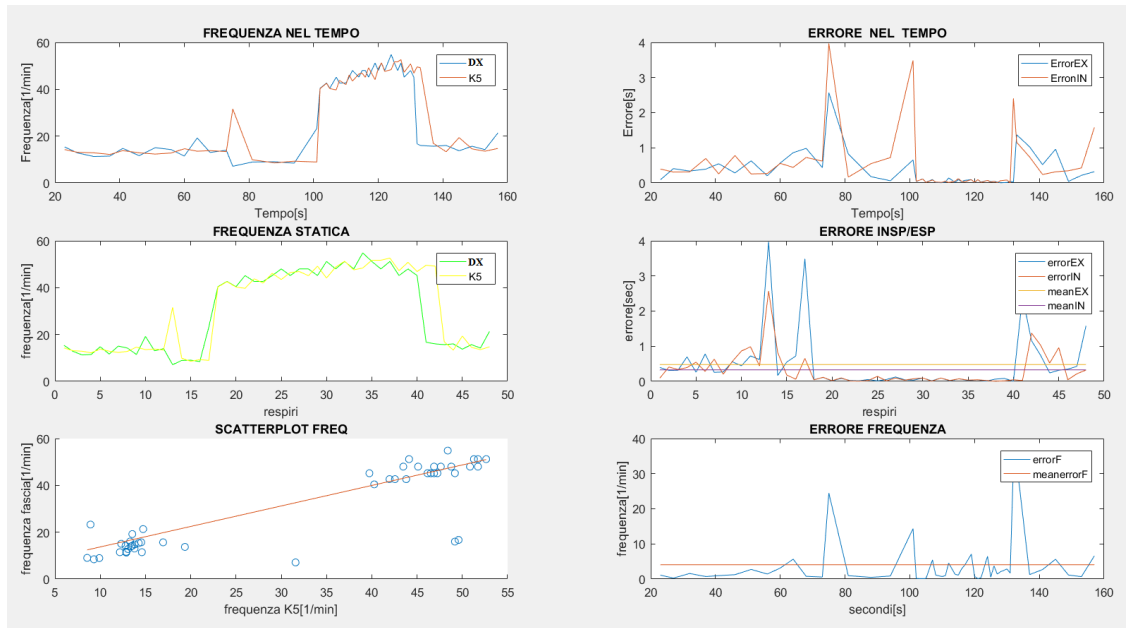 FREQUENZA NEL TEMPO
Frequenza[1/min]
60
40
20
0
DX
K5
20 40 60 80 100 120 140 160
Tempo[s]
ERRORE NEL TEMPO
Errore[s]
4
3
2
1
0
ErrorEX
ErronIN
20 40 60 80 100 120 140 160
Tempo[s]
FREQUENZA STATICA
frequenza[1/min]
60
40
20
0
DX
K5
0 5 10 15 20 25 30 35 40 45 50
respiri
ERRORE INSP/ESP
errore[sec]
4
3
2
1
0
errorEX
errorIN
meanEX
meanIN
0 5 10 15 20 25 30 35 40 45 50
respiri
SCATTERPLOT FREQ
frequenza fascia[1/min]
60
40
20
0
5 10 15 20 25 30 35 40 45 50 55
frequenza K5[1/min]
ERRORE FREQUENZA
frequenza[1/min]
40
30
20
10
0
errorF
meanerrorF
20 40 60 80 100 120 140 160
secondi[s]